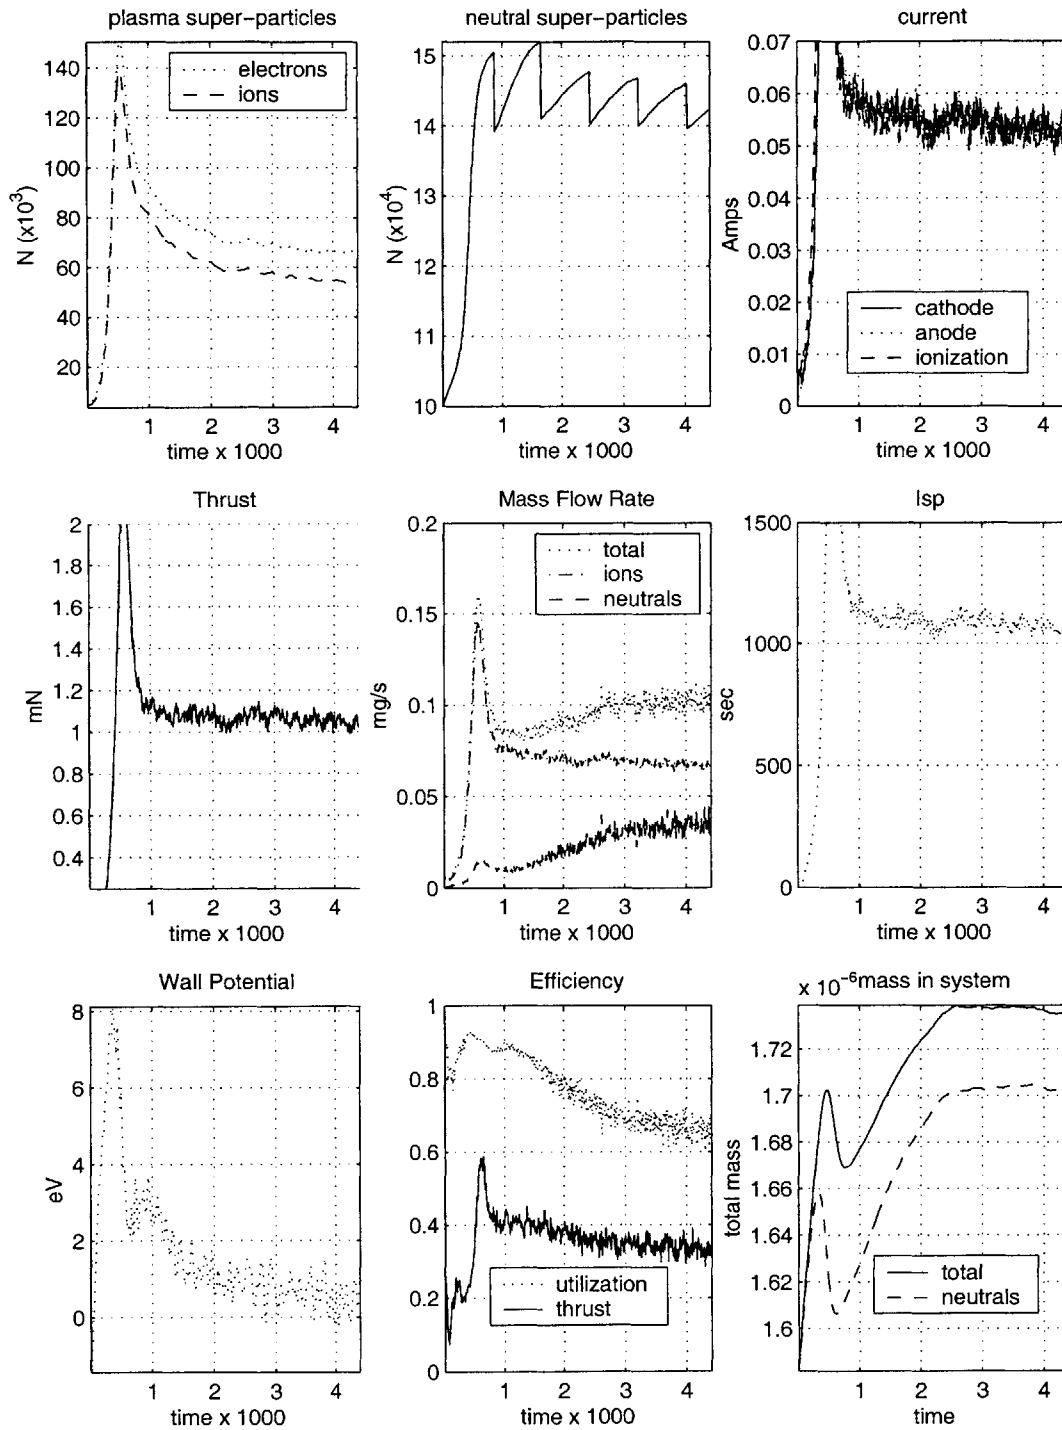 plasma super-particles
140
120
100
80
60
40
20
N (x10³)
electrons
ions
1 2 3 4
time x 1000
neutral super-particles
15
14
13
12
11
10
N (x10⁴)
1 2 3 4
time x 1000
current
0.07
0.06
0.05
0.04
0.03
0.02
0.01
0
Amps
cathode
anode
ionization
1 2 3 4
time x 1000
Thrust
2
1.8
1.6
1.4
1.2
1
0.8
0.6
0.4
mN
1 2 3 4
time x 1000
Mass Flow Rate
0.2
0.15
0.1
0.05
0
mg/s
total
ions
neutrals
1 2 3 4
time x 1000
Isp
1500
1000
500
0
sec
1 2 3 4
time x 1000
Wall Potential
8
6
4
2
0
eV
1 2 3 4
time x 1000
Efficiency
1
0.8
0.6
0.4
0.2
0
utilization
thrust
1 2 3 4
time x 1000
x 10⁻⁶mass in system
1.72
1.7
1.68
1.66
1.64
1.62
1.6
total mass
total
neutrals
1 2 3 4
time